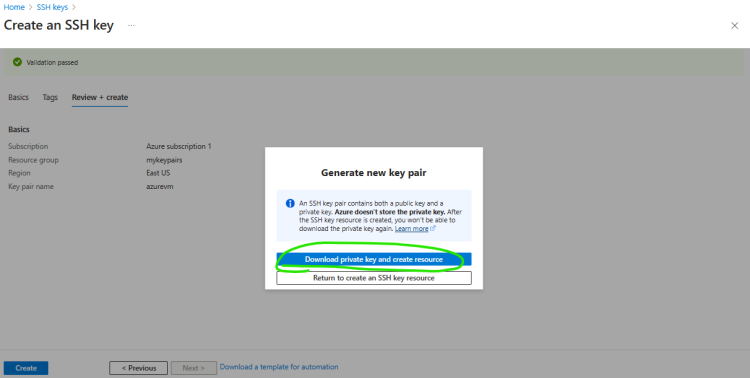 Home > SSH keys >
Create an SSH key ...
Validation passed
Basics Tags Review + create
Basics
Subscription Azure subscription 1
Resource group mykeypairs
Region East US
Key pair name azurevm
Generate new key pair
An SSH key pair contains both a public key and a
private key. Azure doesn't store the private key. After
the SSH key resource is created, you won't be able to
download the private key again. Learn more
Download private key and create resource
Return to create an SSH key resource
Create < Previous Next > Download a template for automation